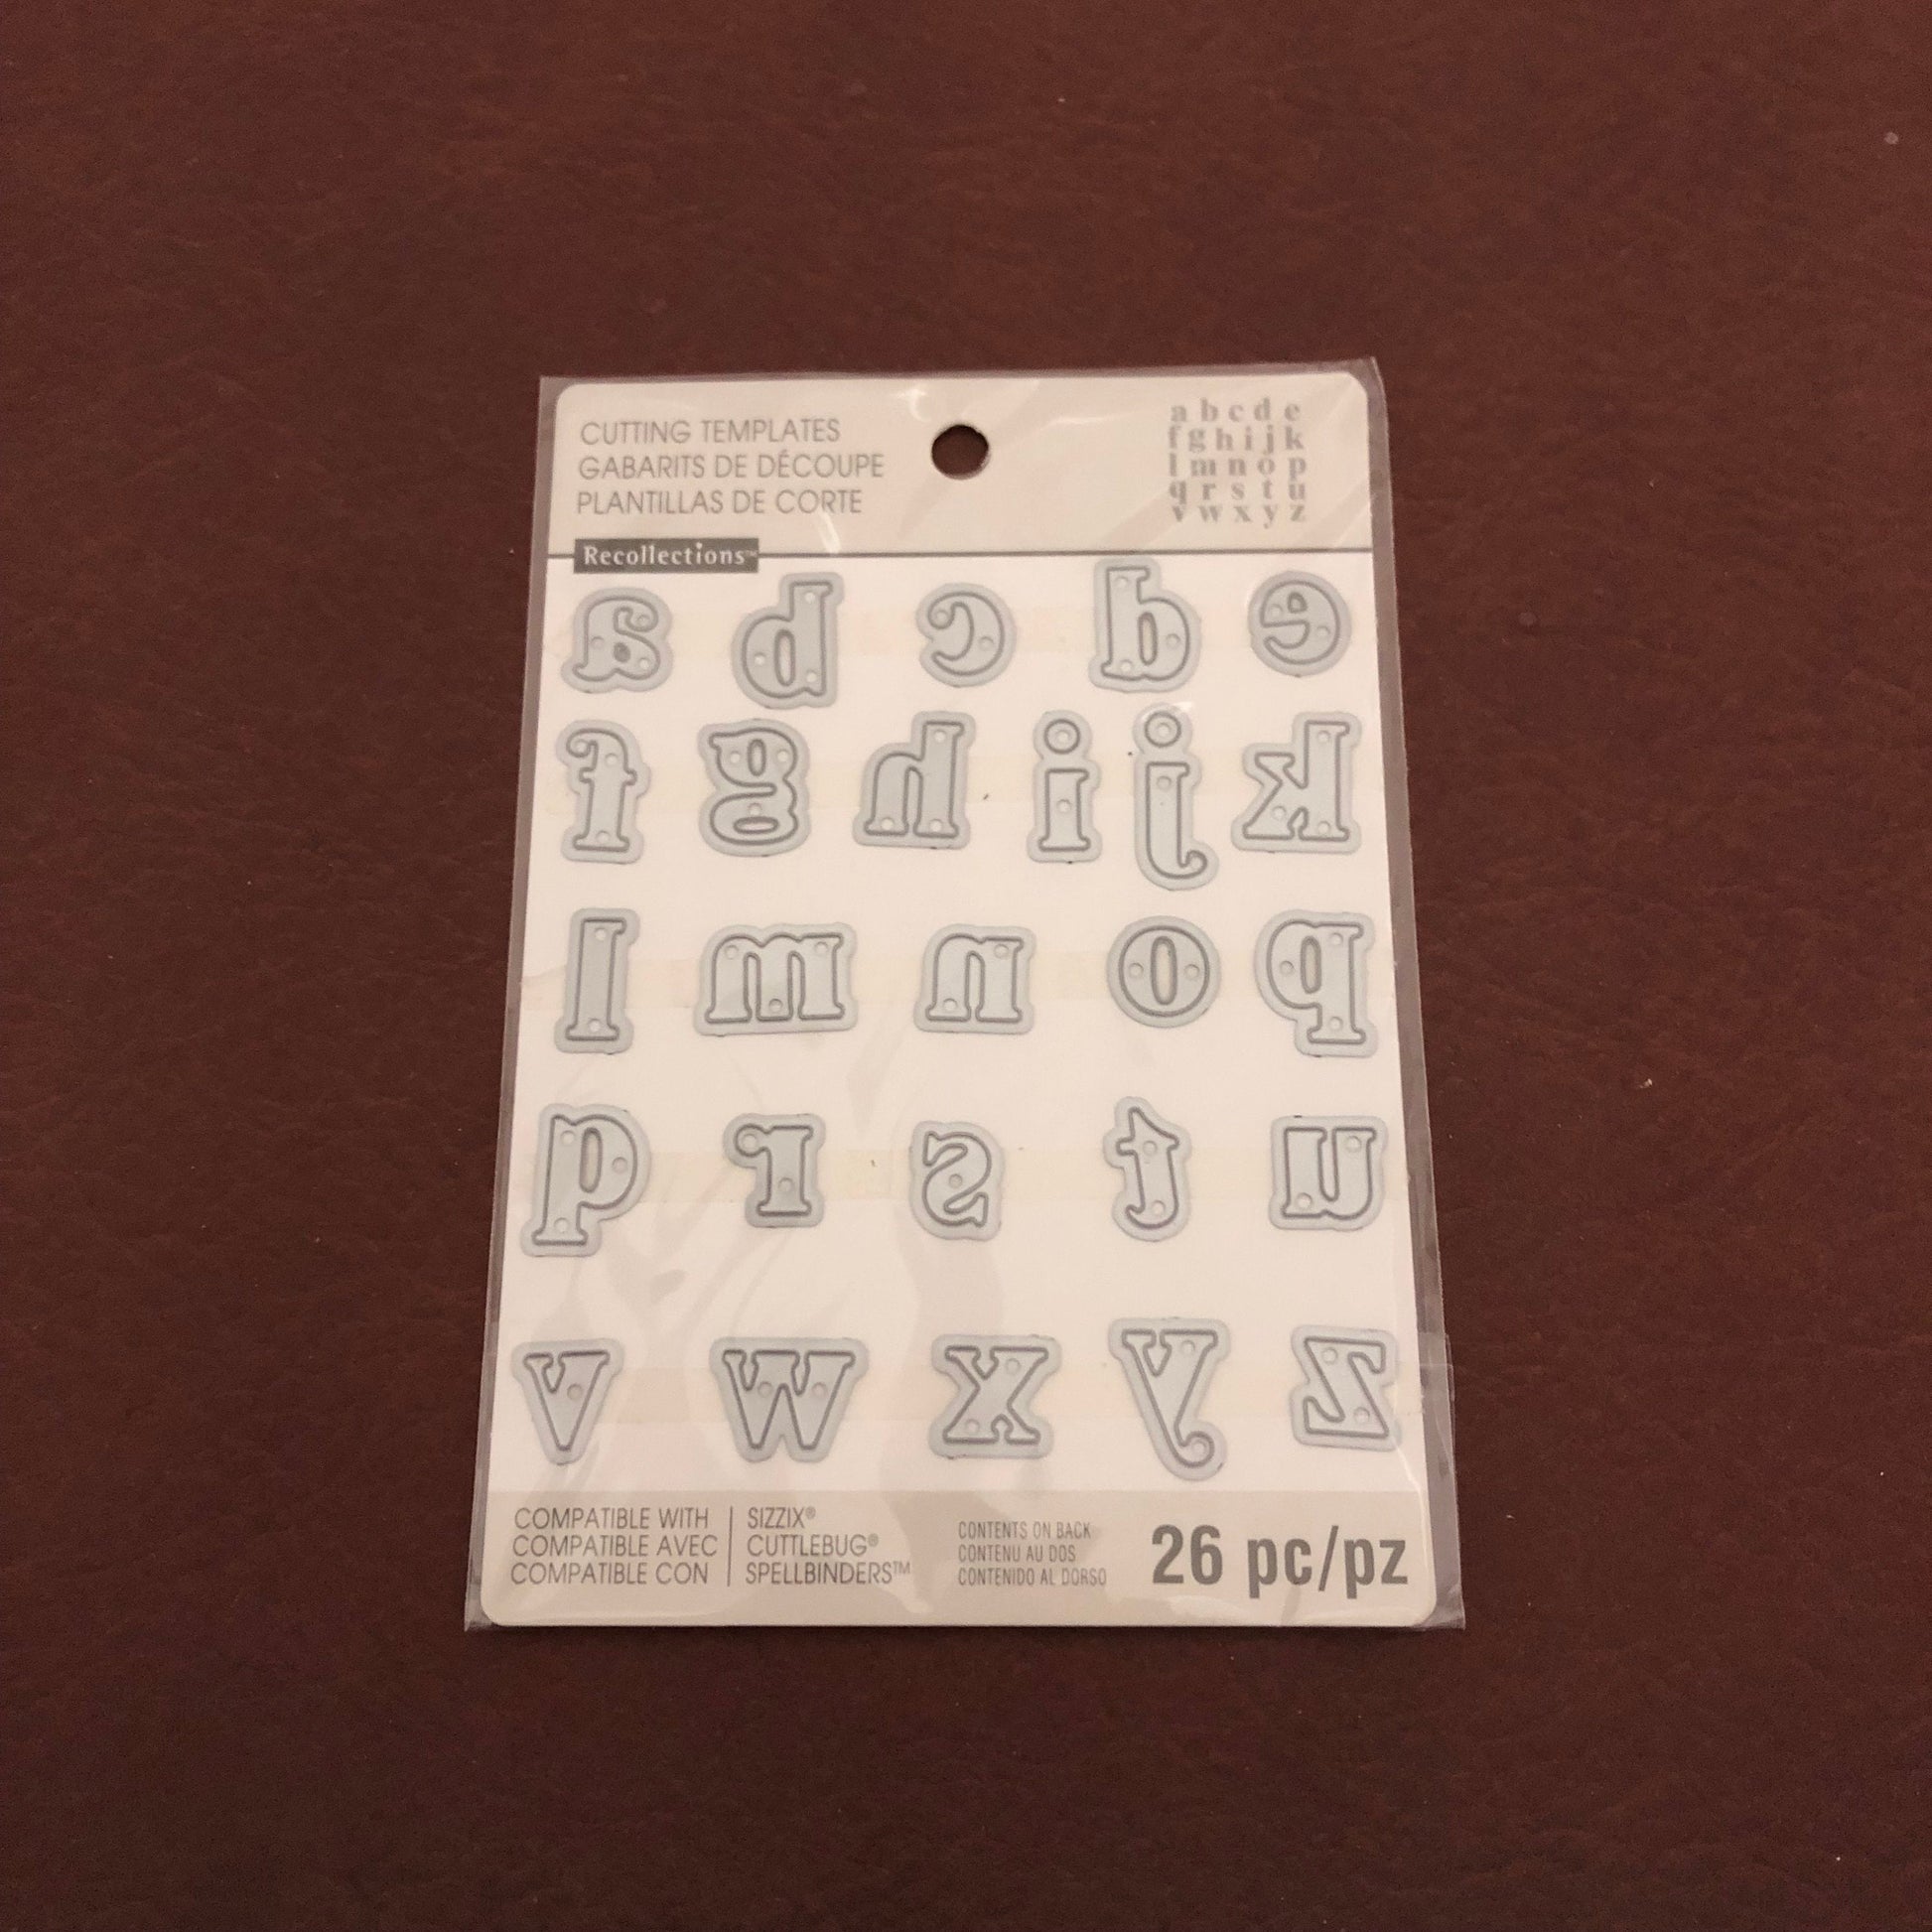 CUTTING TEMPLATES
GABARITS DE DÉCOUPE
PLANTILLAS DE CORTE
a b c d e
f g h i j k
l m n o p
q r s t u
v w x y z
Recollections™
a b c d e
f g h i j k
l m n o p
q r s t u
v w x y z
COMPATIBLE WITH
COMPATIBLE AVEC
COMPATIBLE CON
SIZZIX®
CUTTLEBUG®
SPELLBINDERS™
CONTENTS ON BACK
CONTENU AU DOS
CONTENIDO AL DORSO
26 pc/pz